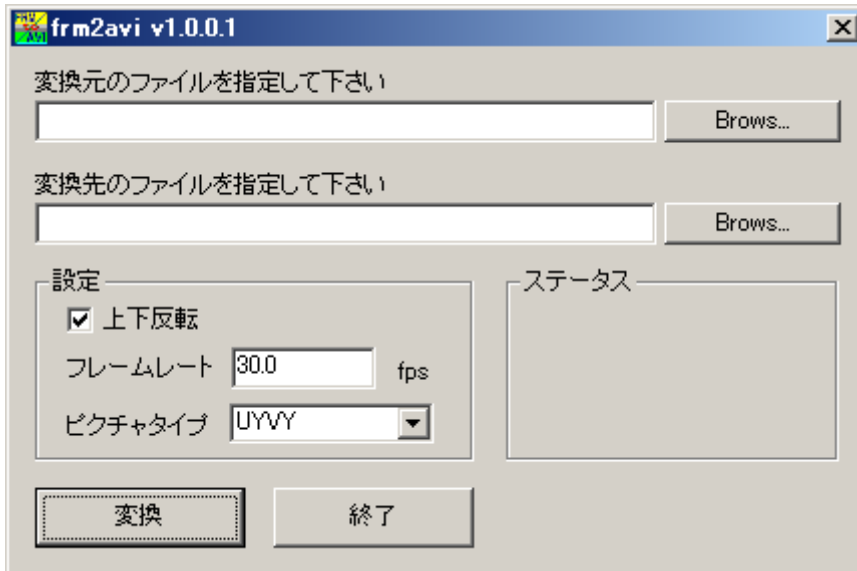 frm2avi v1.0.0.1
変換元のファイルを指定して下さい
Brows...
変換先のファイルを指定して下さい
Brows...
設定
上下反転
フレームレート 30.0 fps
ピクチャタイプ UYVY
ステータス
変換 終了